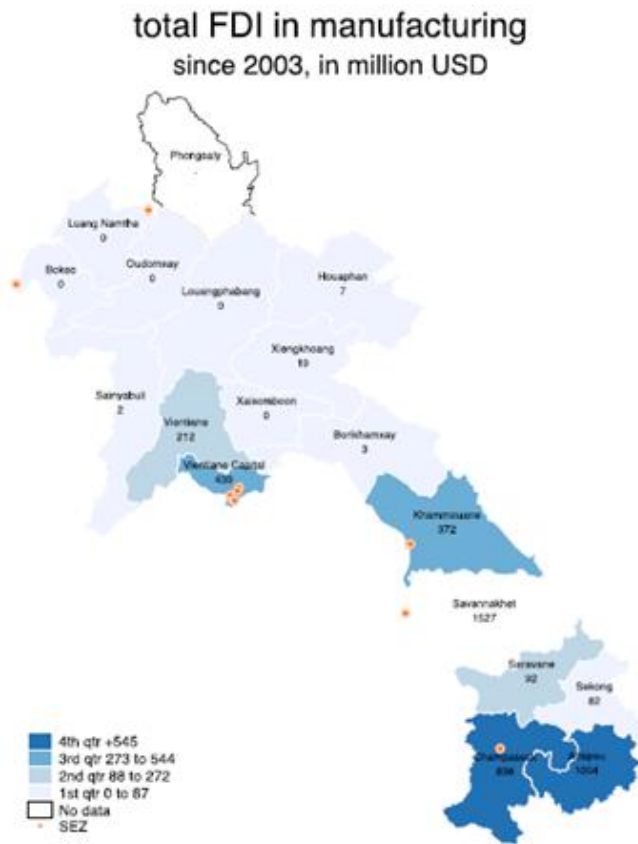 total FDI in manufacturing
since 2003, in million USD
Phongsaly
Luang Namtha
0
Bokeo
0
Oudomxay
0
Louangphabang
0
Houaphan
7
Xiengkhoang
Sainyabuli
2
Xaisomboon
0
Vientiane
212
Borikhamxay
3
Vientiane Capital
Khammouane
372
Savannakhet
1527
Saravane
92
Sekong
82
Champassak
Attapeu
1004
4th qtr +545
3rd qtr 273 to 544
2nd qtr 88 to 272
1st qtr 0 to 87
No data
SEZ